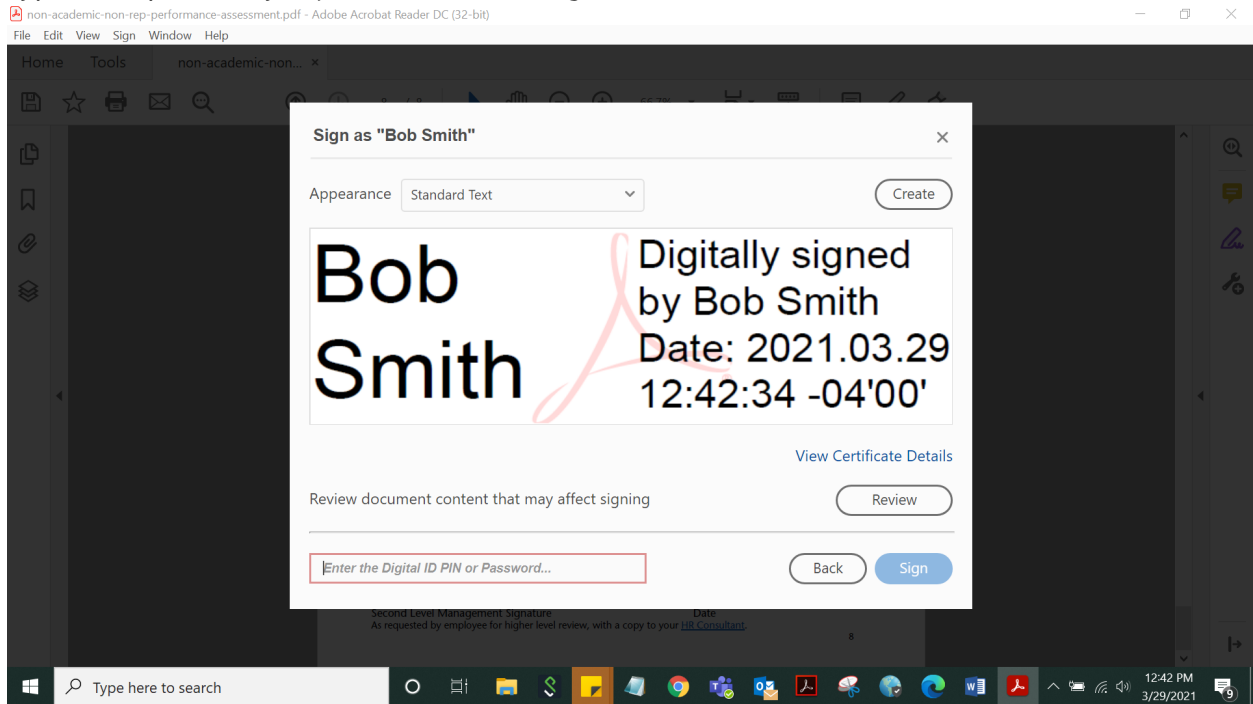 non-academic-non-rep-performance-assessment.pdf - Adobe Acrobat Reader DC (32-bit)
File Edit View Sign Window Help
Home Tools non-academic-non... ×
Sign as "Bob Smith"
Appearance Standard Text Create
Bob
Smith
Digitally signed
by Bob Smith
Date: 2021.03.29
12:42:34 -04'00'
View Certificate Details
Review document content that may affect signing Review
Enter the Digital ID PIN or Password... Back Sign
Second Level Management Signature Date
As requested by employee for higher level review, with a copy to your HR Consultant.
8
Type here to search
12:42 PM
3/29/2021
9